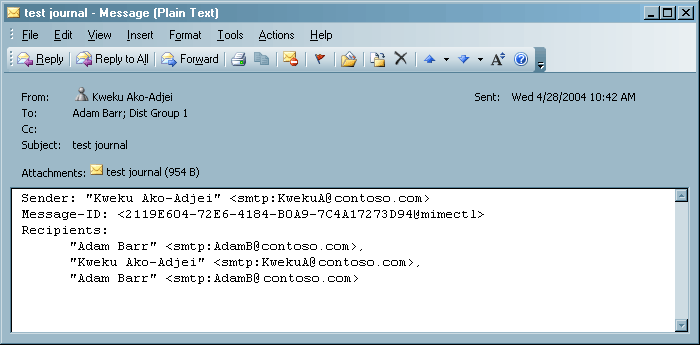 test journal - Message (Plain Text)
File Edit View Insert Format Tools Actions Help
Reply Reply to All Forward A
From: Kweku Ako-Adjei Sent: Wed 4/28/2004 10:42 AM
To: Adam Barr; Dist Group 1
Cc:
Subject: test journal
Attachments: test journal (954 B)
Sender: "Kweku Ako-Adjei" <smtp:KwekuA@contoso.com>
Message-ID: <2119E604-72E6-4184-B0A9-7C4A17273D94@mimectl>
Recipients:
"Adam Barr" <smtp:AdamB@contoso.com>,
"Kweku Ako-Adjei" <smtp:KwekuA@contoso.com>,
"Adam Barr" <smtp:AdamB@contoso.com>